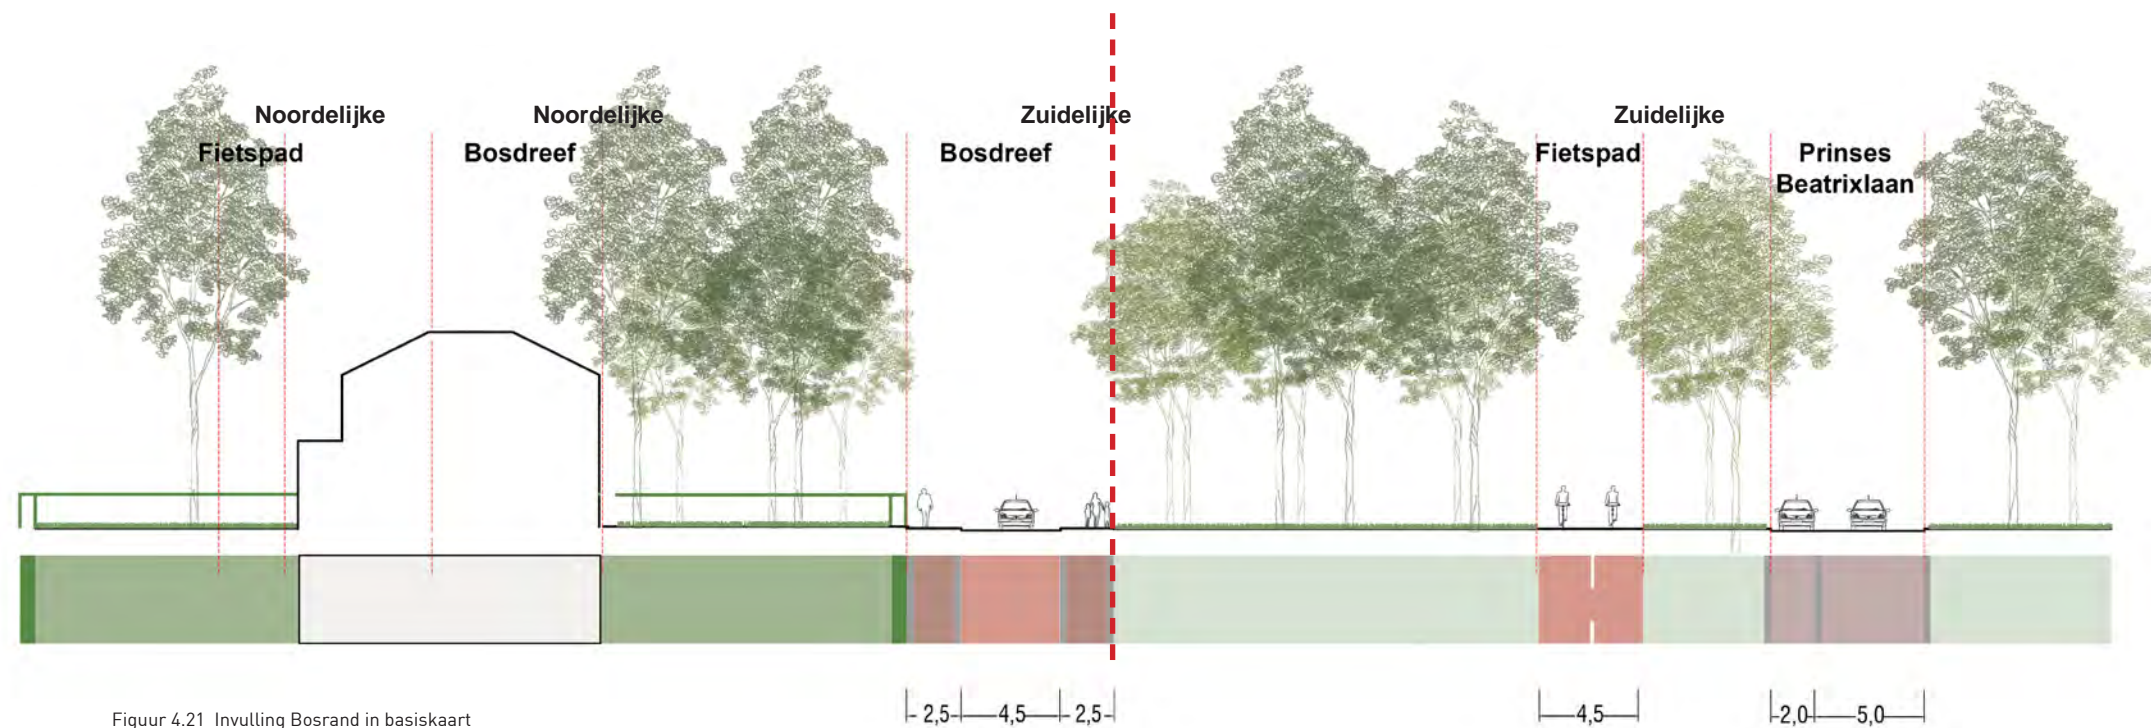 Noordelijke
Fietspad
Noordelijke
Bosdreef
Zuidelijke
Bosdreef
Zuidelijke
Fietspad
Prinses
Beatrixlaan
2,5
4,5
2,5
4,5
2,0
5,0
Figuur 4.21 Invulling Bosrand in basiskaart